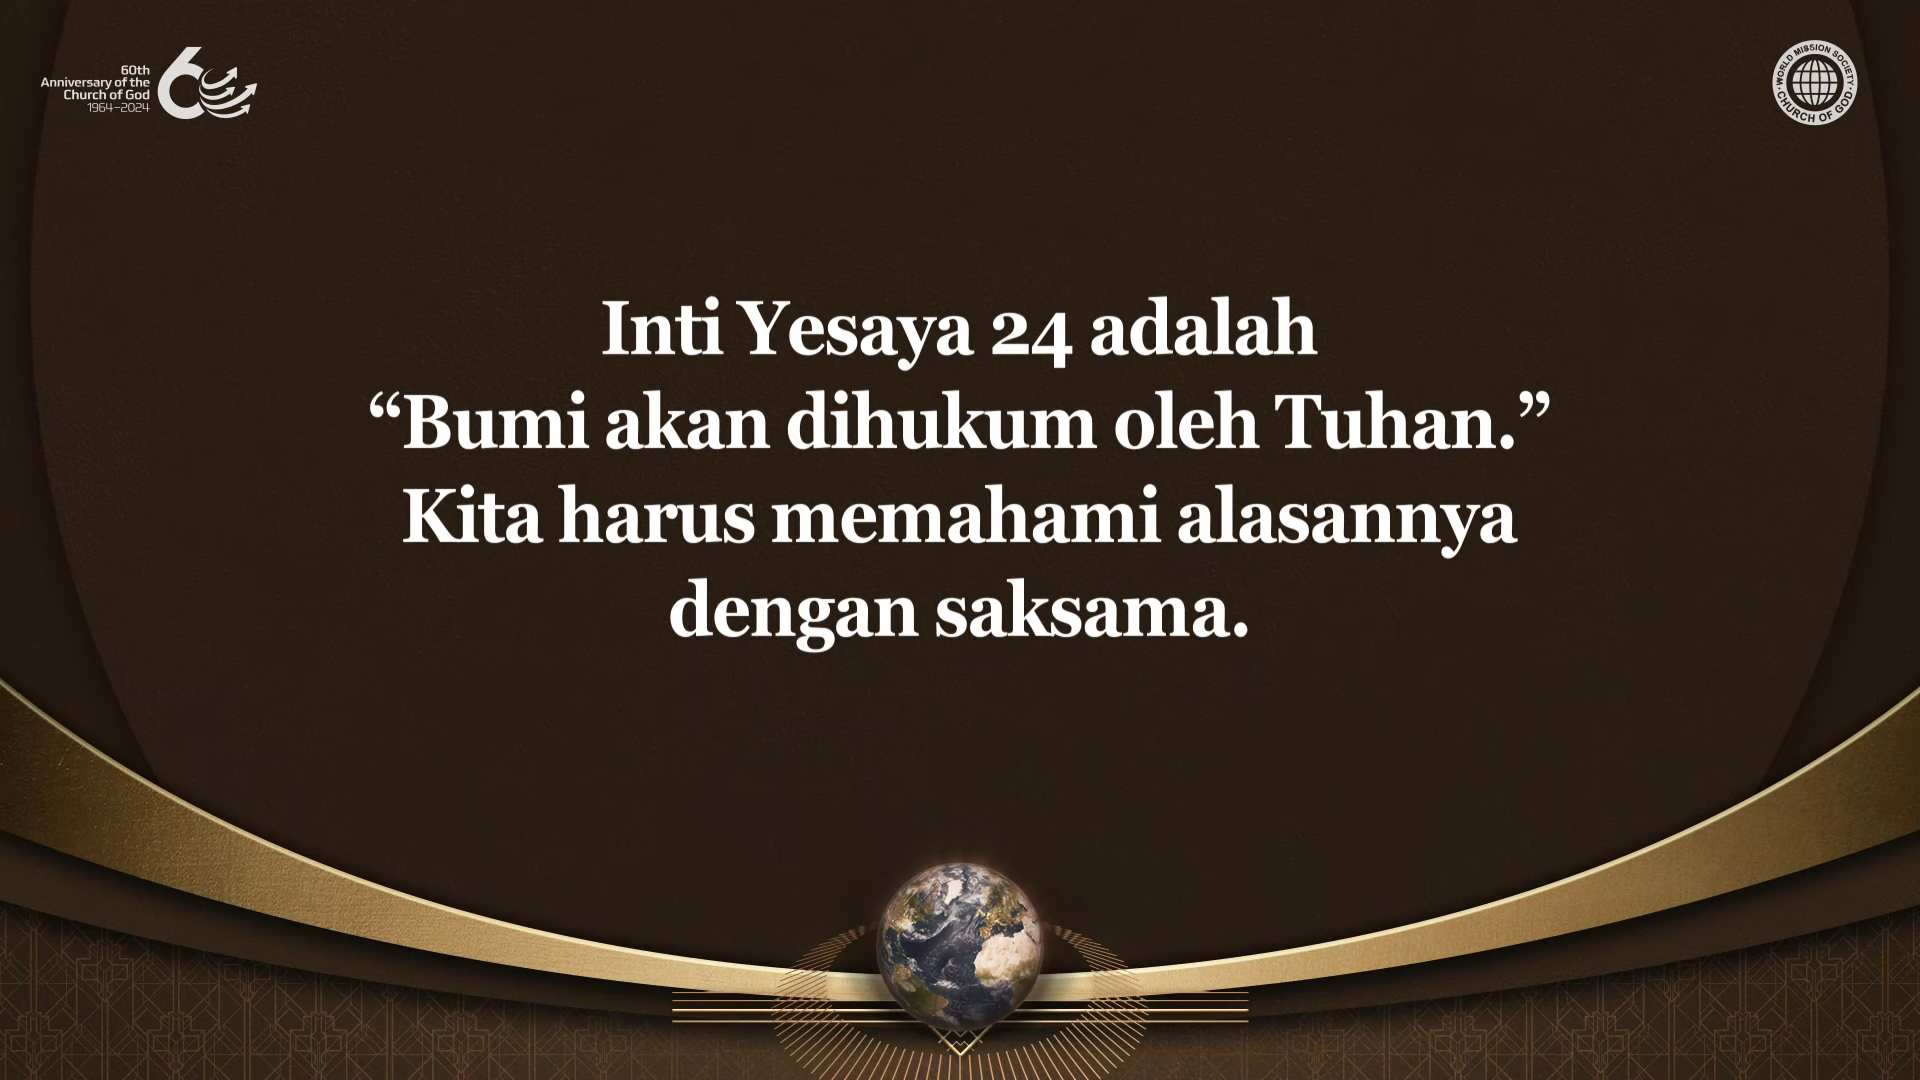 60th
Anniversary of the
Church of God
1964–2024
60
WORLD MISSION SOCIETY
CHURCH OF GOD
Inti Yesaya 24 adalah
“Bumi akan dihukum oleh Tuhan.”
Kita harus memahami alasannya
dengan saksama.